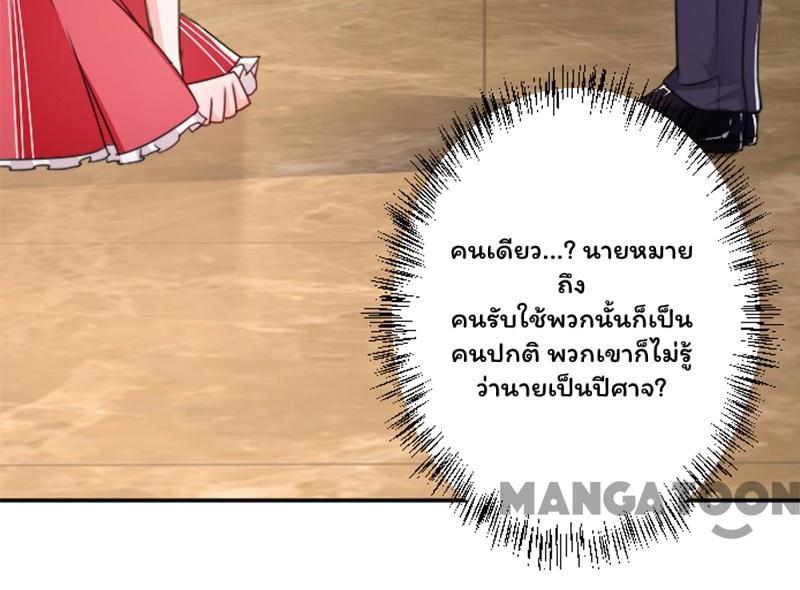 คนเดียว...? นายหมาย
ถึง
คนรับใช้พวกนั้นก็เป็น
คนปกติ พวกเขาก็ไม่รู้
ว่านายเป็นปีศาจ?
MANGATOON